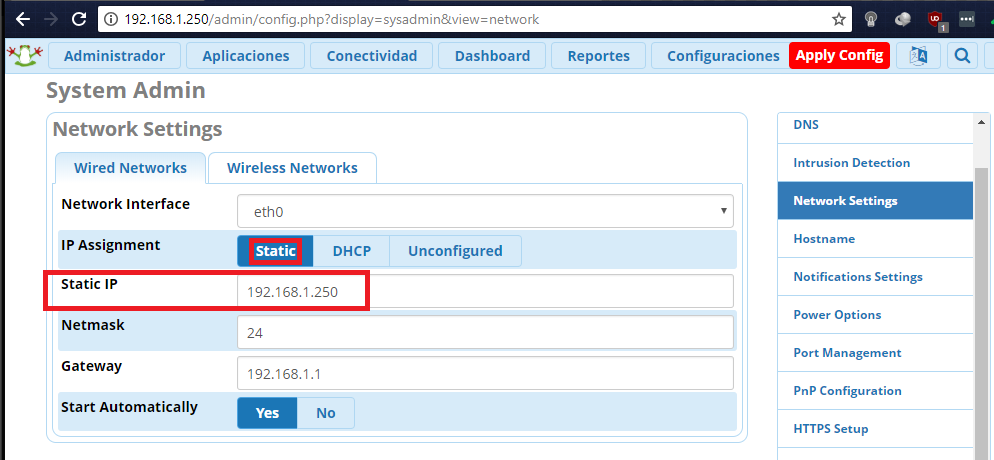 192.168.1.250/admin/config.php?display=sysadmin&view=network
UD
1
Administrador Aplicaciones Conectividad Dashboard Reportes Configuraciones Apply Config
System Admin
Network Settings
Wired Networks Wireless Networks
Network Interface eth0
IP Assignment Static DHCP Unconfigured
Static IP 192.168.1.250
Netmask 24
Gateway 192.168.1.1
Start Automatically Yes No
DNS
Intrusion Detection
Network Settings
Hostname
Notifications Settings
Power Options
Port Management
PnP Configuration
HTTPS Setup